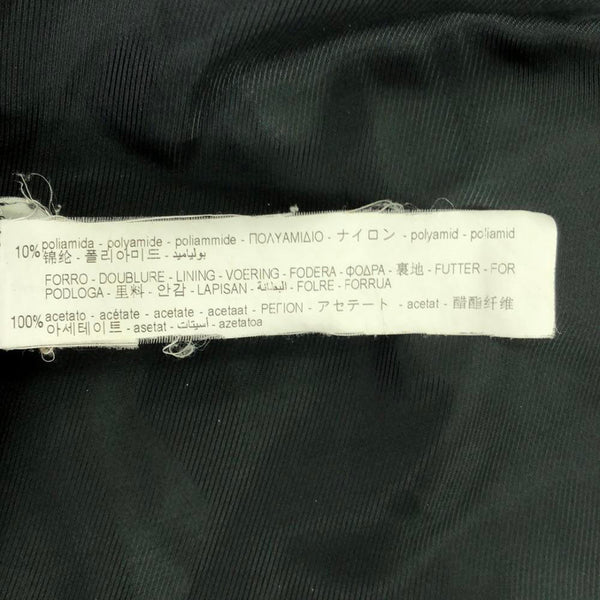 10% poliamida - polyamide - poliammide - ΠΟΛΥΑΜΙΔΙΟ - ナイロン - polyamid - poliamid
锦纶 - 폴리아미드 - بولياميد
FORRO - DOUBLURE - LINING - VOERING - FODERA - ΦΟΔΡΑ - 裏地 - FUTTER - FOR
PODLOGA - 里料 - 안감 - LAPISAN - البطانة - FOLRE - FORRUA
100% acetato - acétate - acetate - acetaat - ΡΕΓΙΟΝ - アセテート - acetat - 醋酯纤维
아세테이트 - asetat - أسيتات - azetatoa